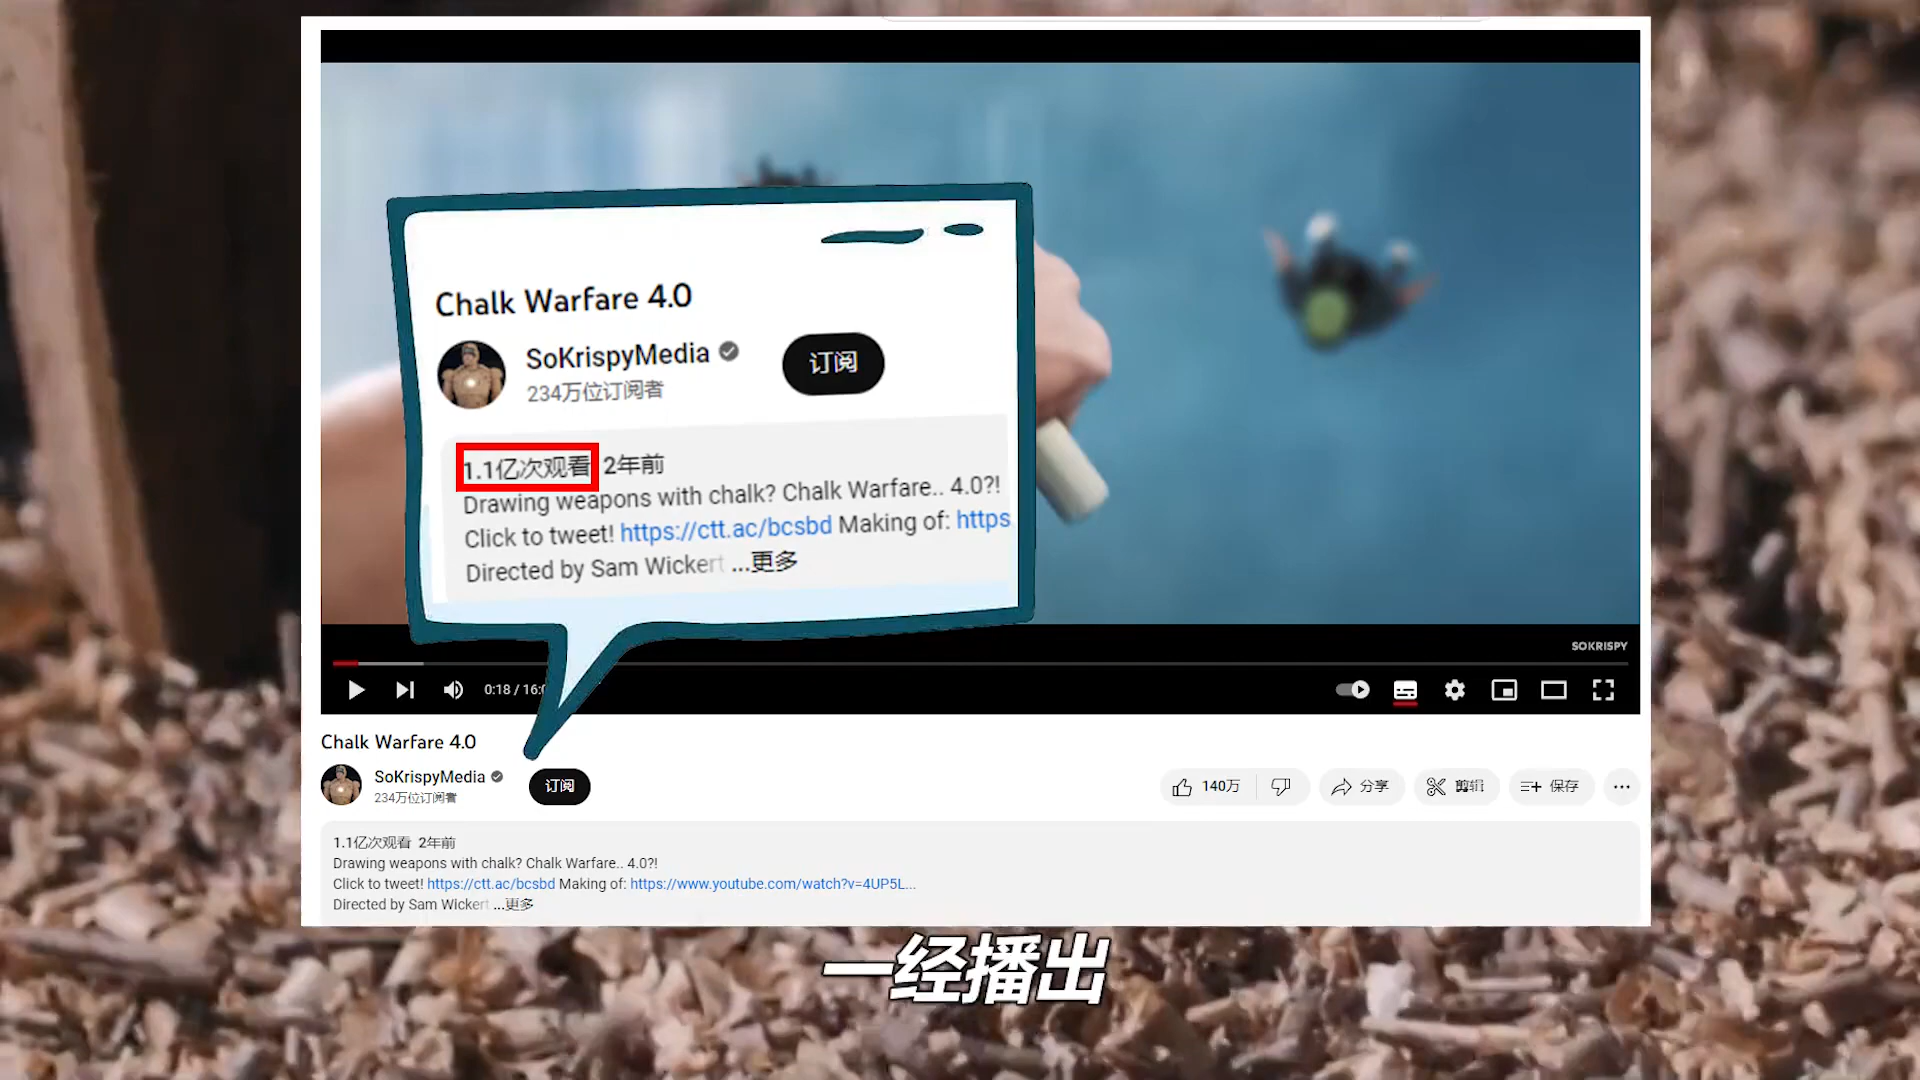 Chalk Warfare 4.0
SoKrispyMedia
234万位订阅者
订阅
1.1亿次观看 2年前
Drawing weapons with chalk? Chalk Warfare.. 4.0?!
Click to tweet! https://ctt.ac/bcsbd Making of: https
Directed by Sam Wickert ...更多
SOKRISPY
0:18 / 16:
Chalk Warfare 4.0
SoKrispyMedia
234万位订阅者
订阅
140万
分享
剪辑
保存
1.1亿次观看 2年前
Drawing weapons with chalk? Chalk Warfare.. 4.0?!
Click to tweet! https://ctt.ac/bcsbd Making of: https://www.youtube.com/watch?v=4UP5L...
Directed by Sam Wickert ...更多
一经播出